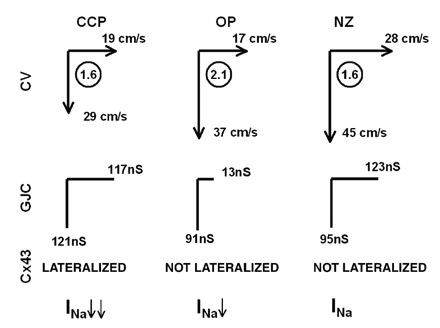 CCP OP NZ
19 cm/s 17 cm/s 28 cm/s
CV 1.6 2.1 1.6
29 cm/s 37 cm/s 45 cm/s
117nS 13nS 123nS
GJC
121nS 91nS 95nS
Cx43 LATERALIZED NOT LATERALIZED NOT LATERALIZED
INa↓↓ INa↓ INa